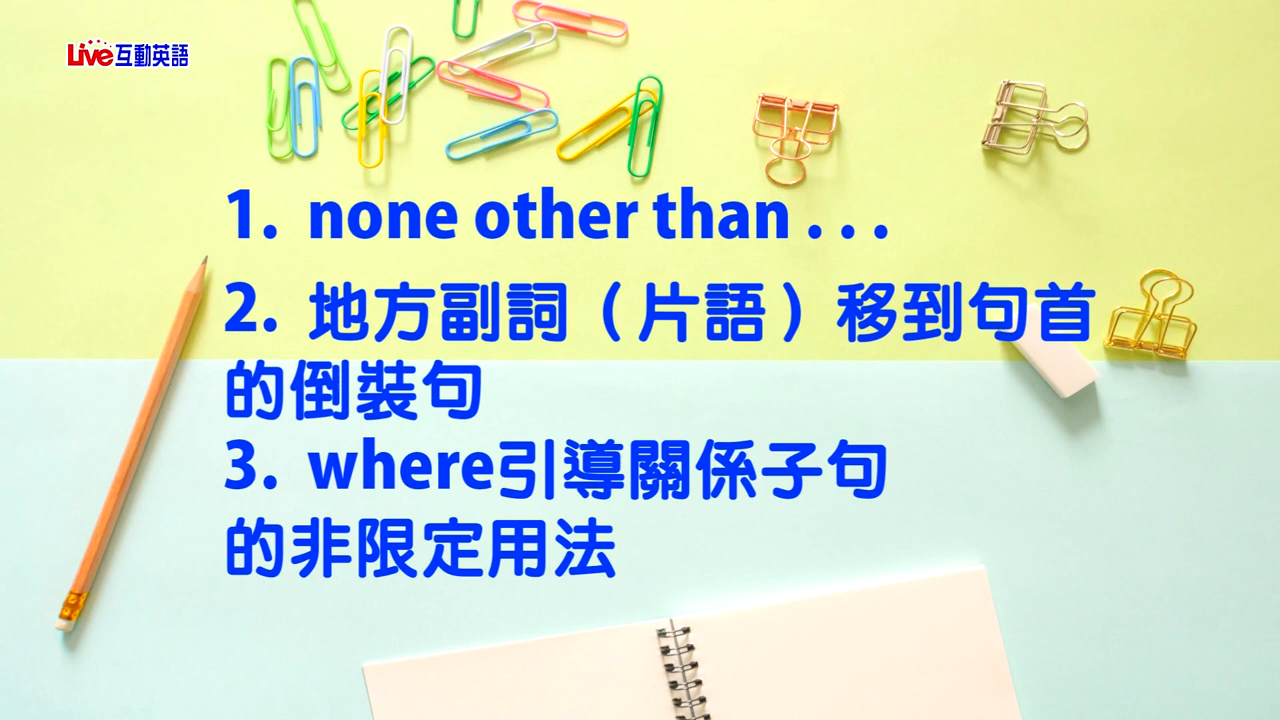 Live互動英語
1. none other than . . .
2. 地方副詞（片語）移到句首
的倒裝句
3. where引導關係子句
的非限定用法